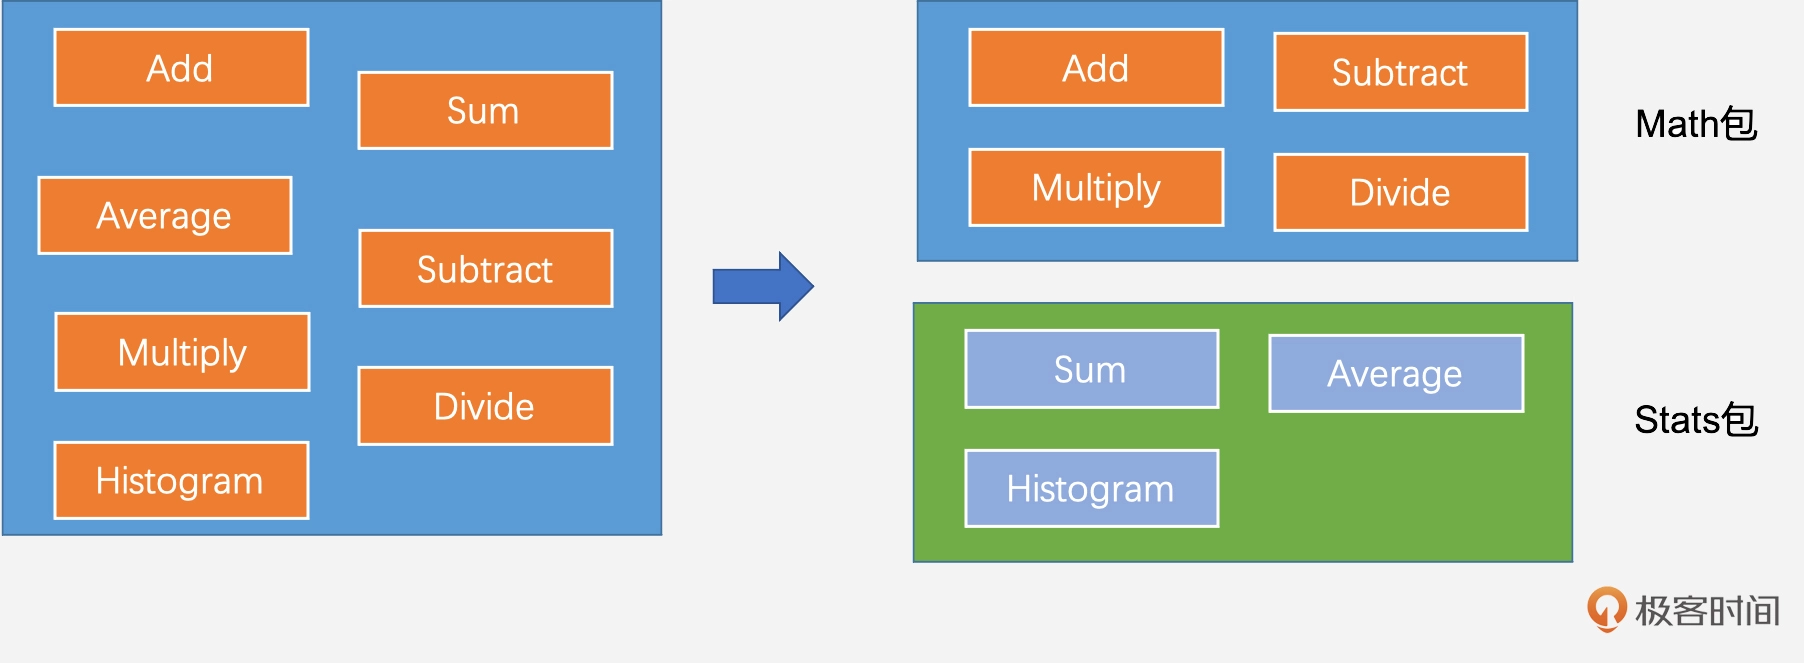 Add
Sum
Average
Subtract
Multiply
Divide
Histogram
Add
Subtract
Multiply
Divide
Math包
Sum
Average
Histogram
Stats包
极客时间